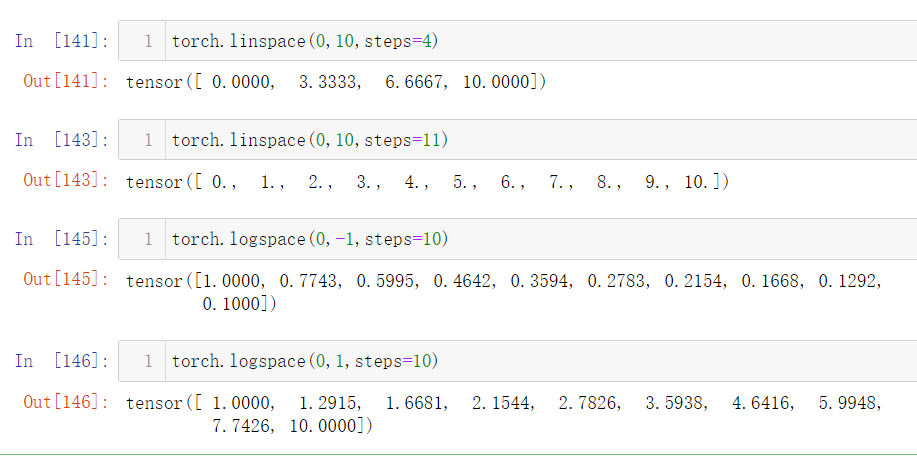 In [141]: 1 torch.linspace(0,10,steps=4)
Out[141]: tensor([ 0.0000,  3.3333,  6.6667, 10.0000])
In [143]: 1 torch.linspace(0,10,steps=11)
Out[143]: tensor([ 0.,  1.,  2.,  3.,  4.,  5.,  6.,  7.,  8.,  9., 10.])
In [145]: 1 torch.logspace(0,-1,steps=10)
Out[145]: tensor([1.0000, 0.7743, 0.5995, 0.4642, 0.3594, 0.2783, 0.2154, 0.1668, 0.1292,
0.1000])
In [146]: 1 torch.logspace(0,1,steps=10)
Out[146]: tensor([ 1.0000,  1.2915,  1.6681,  2.1544,  2.7826,  3.5938,  4.6416,  5.9948,
7.7426, 10.0000])